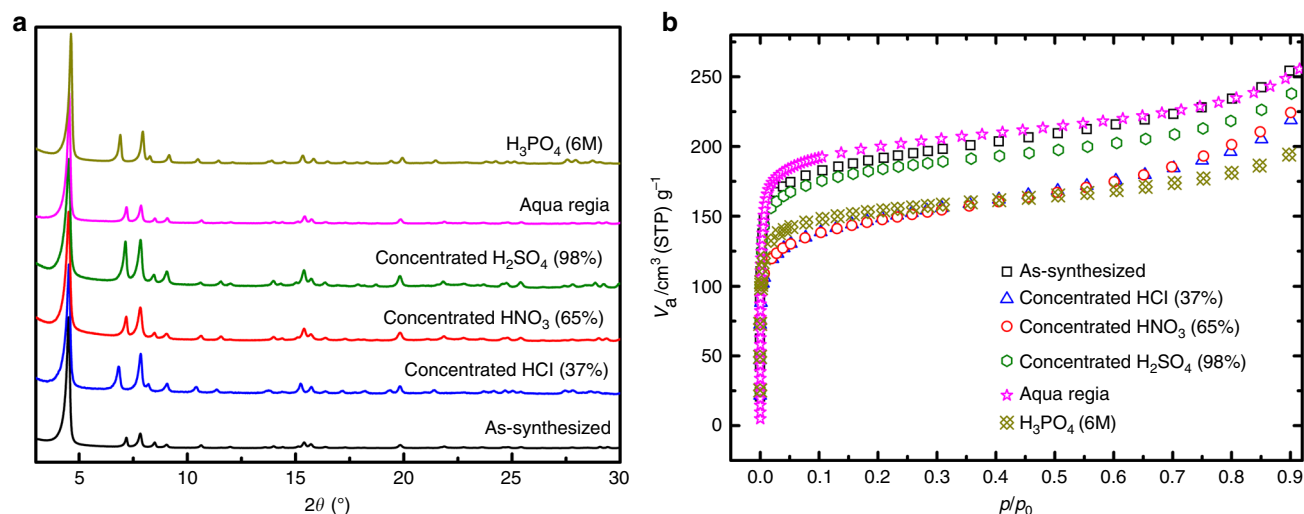 a
H₃PO₄ (6M)
Aqua regia
Concentrated H₂SO₄ (98%)
Concentrated HNO₃ (65%)
Concentrated HCl (37%)
As-synthesized
5 10 15 20 25 30
2θ (°)
b
250
200
150
100
50
0
Vₐ/cm³ (STP) g⁻¹
As-synthesized
Concentrated HCl (37%)
Concentrated HNO₃ (65%)
Concentrated H₂SO₄ (98%)
Aqua regia
H₃PO₄ (6M)
0.0 0.1 0.2 0.3 0.4 0.5 0.6 0.7 0.8 0.9
p/p₀